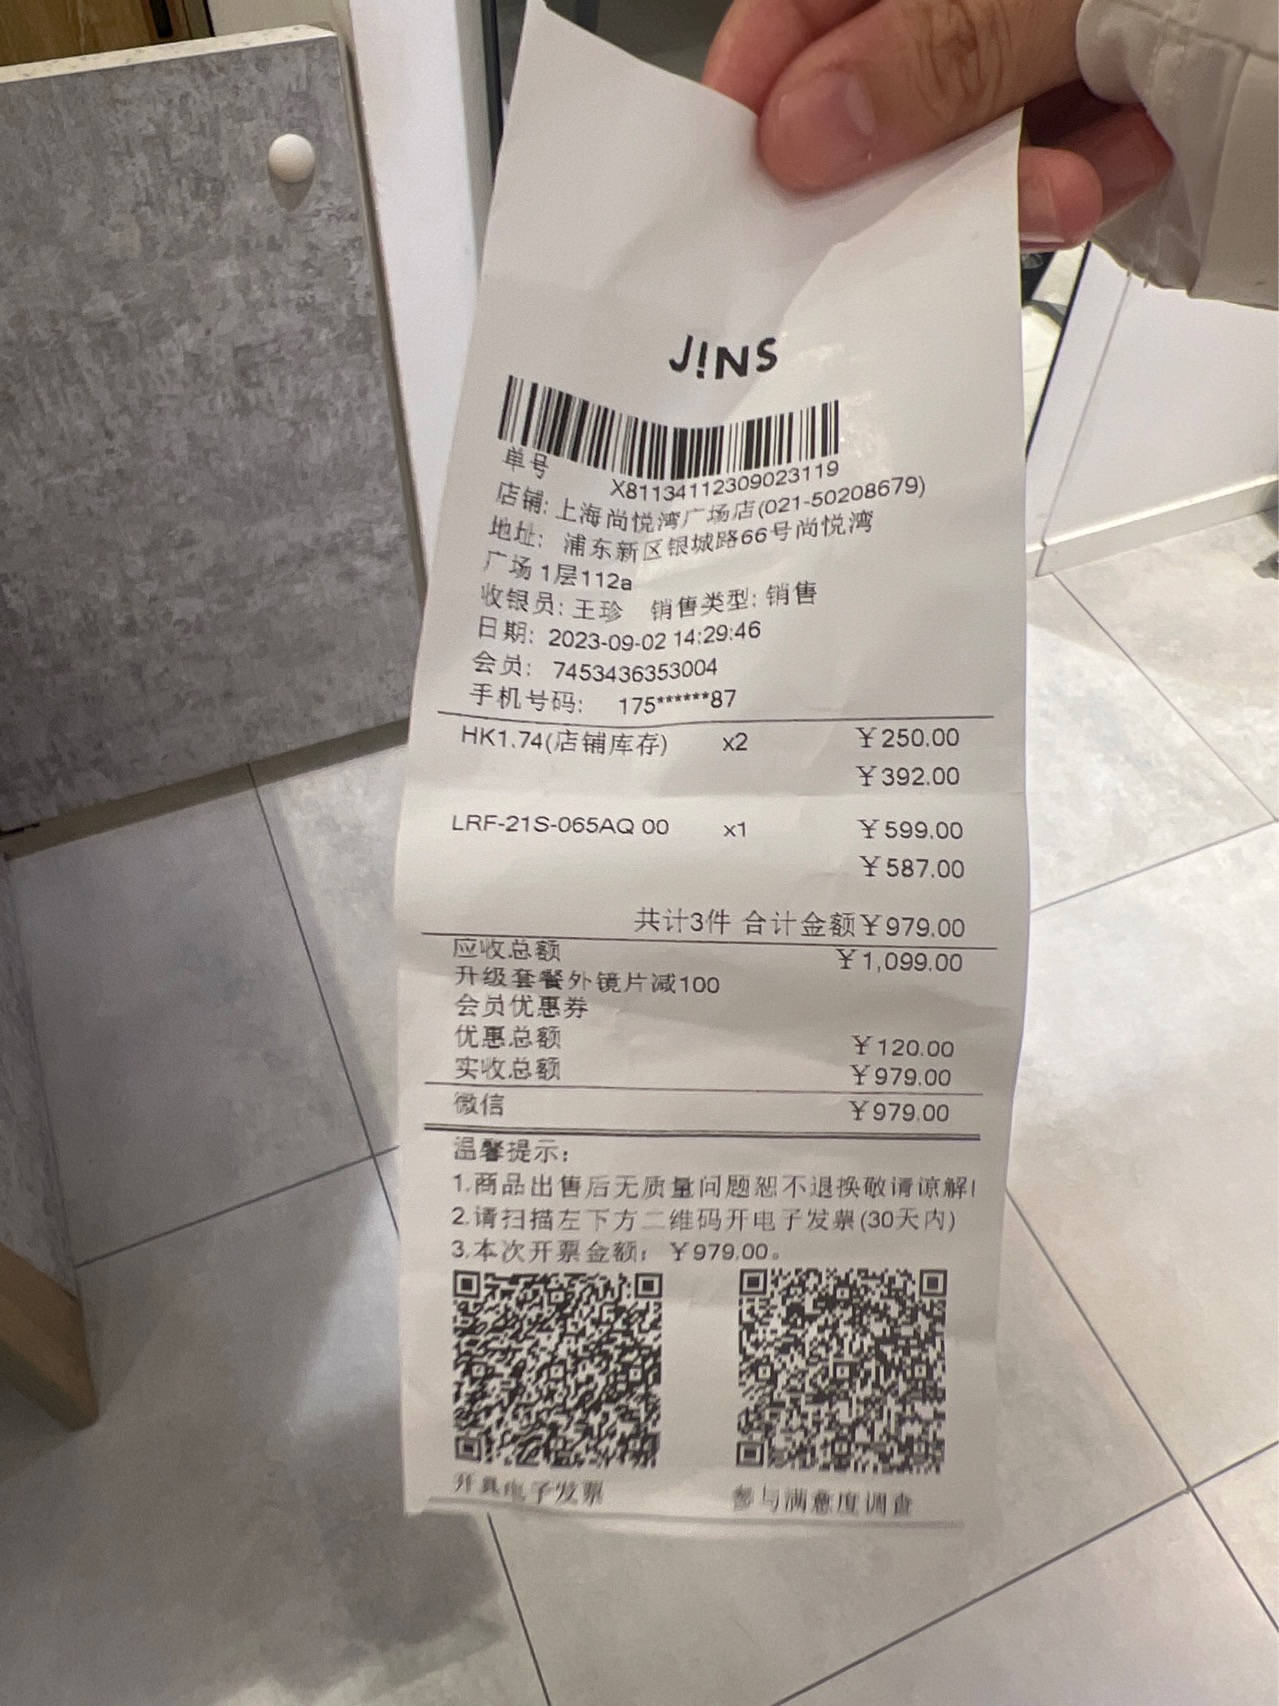 J!NS
单号
X81134112309023119
店铺: 上海尚悦湾广场店(021-50208679)
地址: 浦东新区银城路66号尚悦湾
广场1层112a
收银员: 王珍 销售类型: 销售
日期: 2023-09-02 14:29:46
会员: 7453436353004
手机号码: 175******87
HK1.74(店铺库存) x2 ¥250.00
¥392.00
LRF-21S-065AQ 00 x1 ¥599.00
¥587.00
共计3件 合计金额¥979.00
应收总额 ¥1,099.00
升级套餐外镜片减100
会员优惠券
优惠总额 ¥120.00
实收总额 ¥979.00
微信 ¥979.00
温馨提示:
1.商品出售后无质量问题恕不退换敬请谅解!
2.请扫描左下方二维码开电子发票(30天内)
3.本次开票金额: ¥979.00。
开具电子发票 参与满意度调查